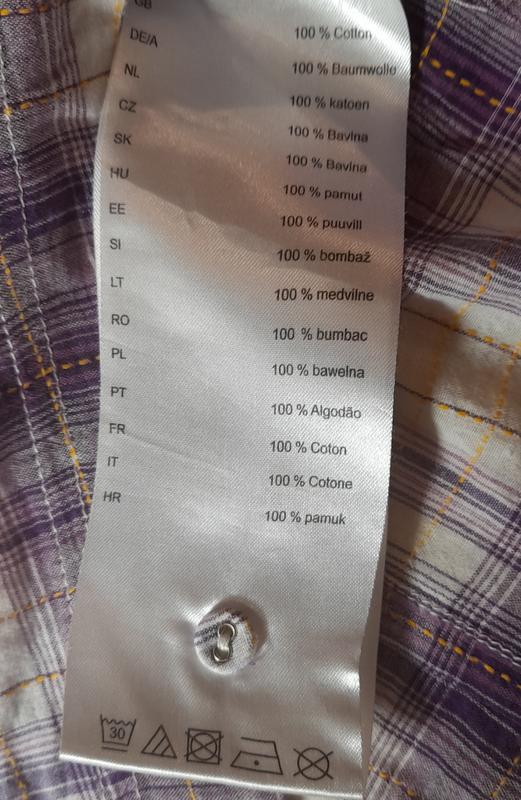 GB 100 % Cotton
DE/A 100 % Baumwolle
NL 100 % katoen
CZ 100 % Bavlna
SK 100 % Bavlna
HU 100 % pamut
EE 100 % puuvill
SI 100 % bombaž
LT 100 % medvilne
RO 100 % bumbac
PL 100 % bawelna
PT 100 % Algodão
FR 100 % Coton
IT 100 % Cotone
HR 100 % pamuk
30